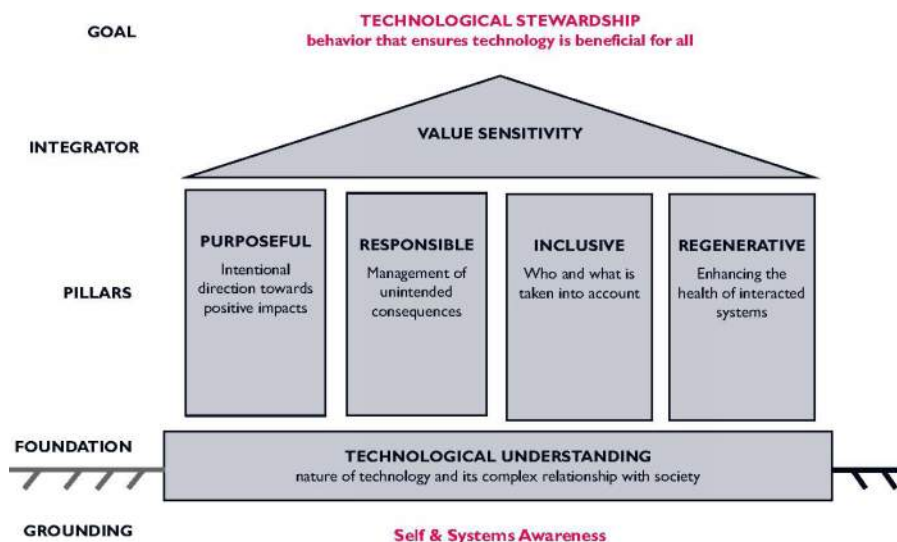 GOAL
TECHNOLOGICAL STEWARDSHIP
behavior that ensures technology is beneficial for all
INTEGRATOR
VALUE SENSITIVITY
PILLARS
PURPOSEFUL
Intentional
direction towards
positive impacts
RESPONSIBLE
Management of
unintended
consequences
INCLUSIVE
Who and what is
taken into account
REGENERATIVE
Enhancing the
health of interacted
systems
FOUNDATION
TECHNOLOGICAL UNDERSTANDING
nature of technology and its complex relationship with society
GROUNDING
Self & Systems Awareness